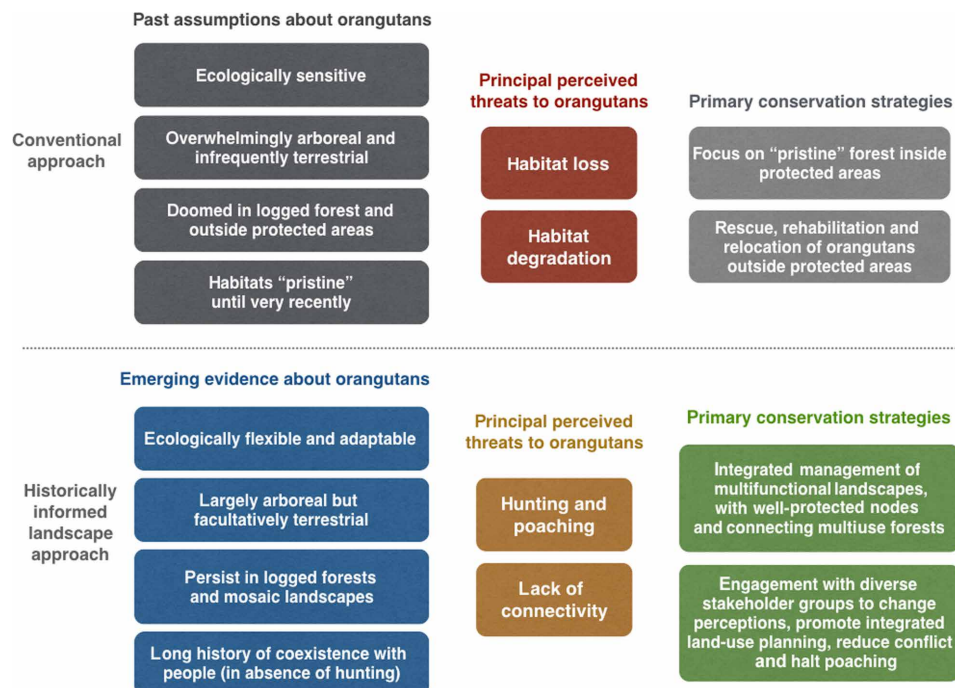 Past assumptions about orangutans
Ecologically sensitive
Overwhelmingly arboreal and
infrequently terrestrial
Doomed in logged forest and
outside protected areas
Habitats “pristine”
until very recently
Conventional
approach
Principal perceived
threats to orangutans
Habitat loss
Habitat
degradation
Primary conservation strategies
Focus on “pristine” forest inside
protected areas
Rescue, rehabilitation and
relocation of orangutans
outside protected areas
Emerging evidence about orangutans
Ecologically flexible and adaptable
Largely arboreal but
facultatively terrestrial
Persist in logged forests
and mosaic landscapes
Long history of coexistence with
people (in absence of hunting)
Historically
informed
landscape
approach
Principal perceived
threats to orangutans
Hunting and
poaching
Lack of
connectivity
Primary conservation strategies
Integrated management of
multifunctional landscapes,
with well-protected nodes
and connecting multiuse forests
Engagement with diverse
stakeholder groups to change
perceptions, promote integrated
land-use planning, reduce conflict
and halt poaching